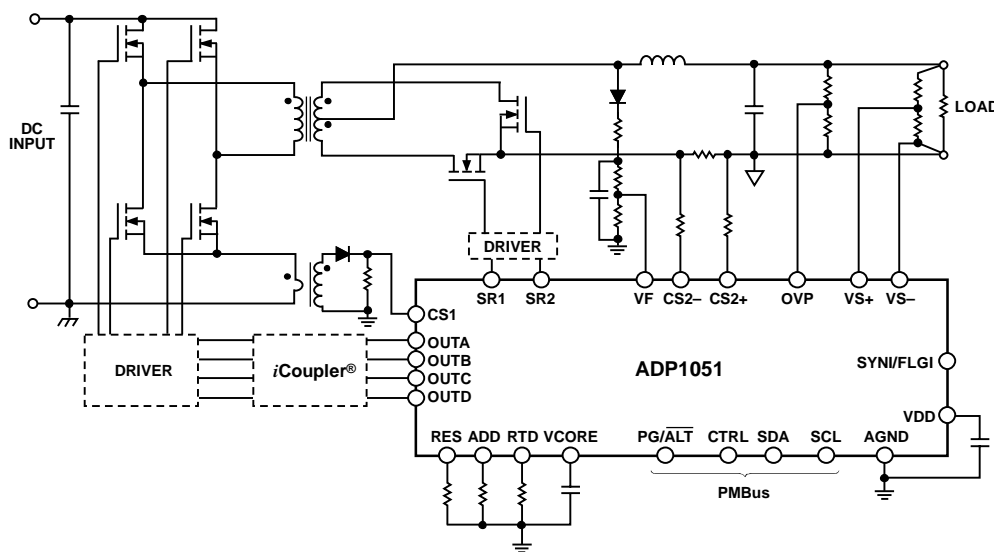 DC
INPUT
LOAD
DRIVER
SR1 SR2 VF CS2– CS2+ OVP VS+ VS–
CS1
OUTA
OUTB
OUTC
OUTD
DRIVER
iCoupler®
ADP1051
SYNI/FLGI
VDD
RES ADD RTD VCORE PG/ALT CTRL SDA SCL AGND
PMBus